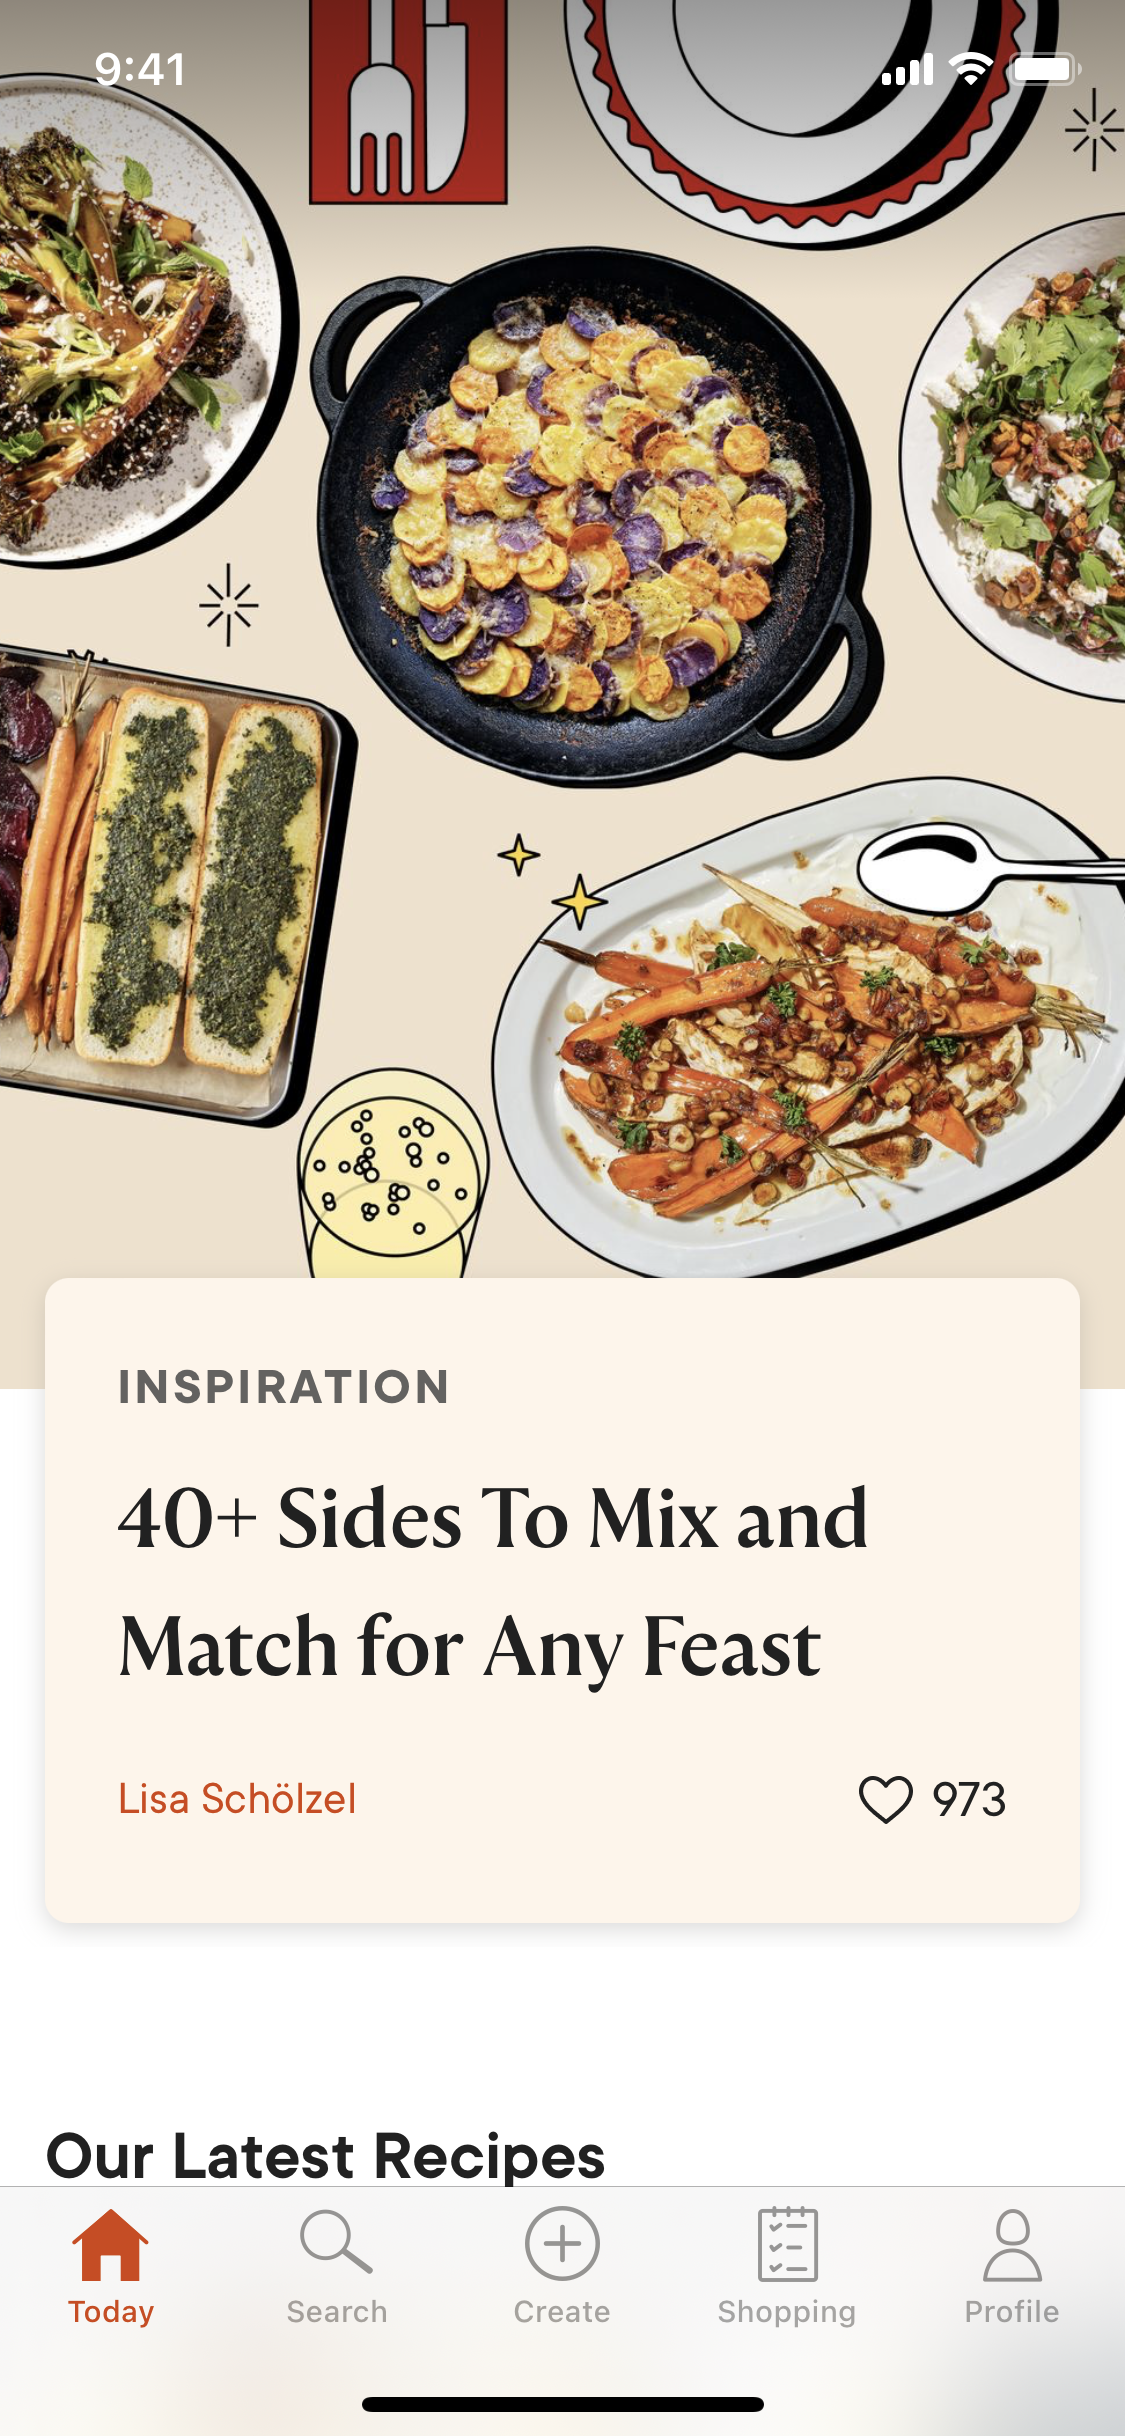 9:41
INSPIRATION
40+ Sides To Mix and
Match for Any Feast
Lisa Schölzel
973
Our Latest Recipes
Today
Search
Create
Shopping
Profile